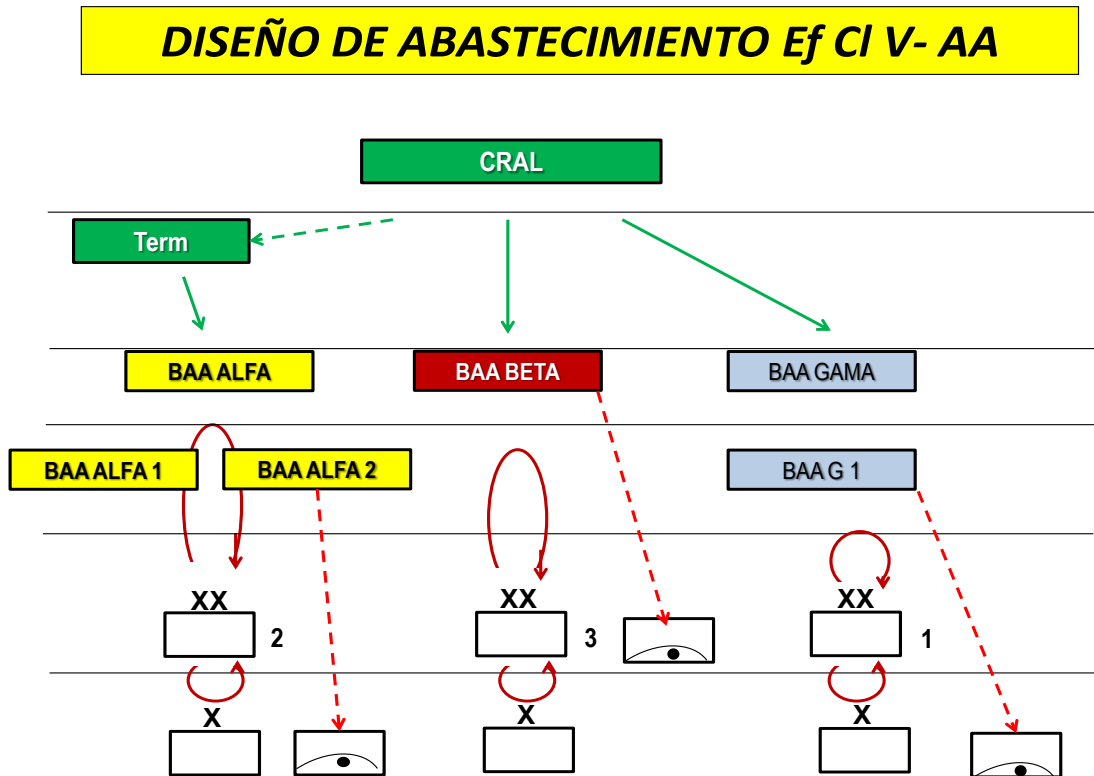 DISEÑO DE ABASTECIMIENTO Ef Cl V- AA
CRAL
Term
BAA ALFA
BAA BETA
BAA GAMA
BAA ALFA 1
BAA ALFA 2
BAA G 1
XX
XX
XX
2
3
1
X
X
X